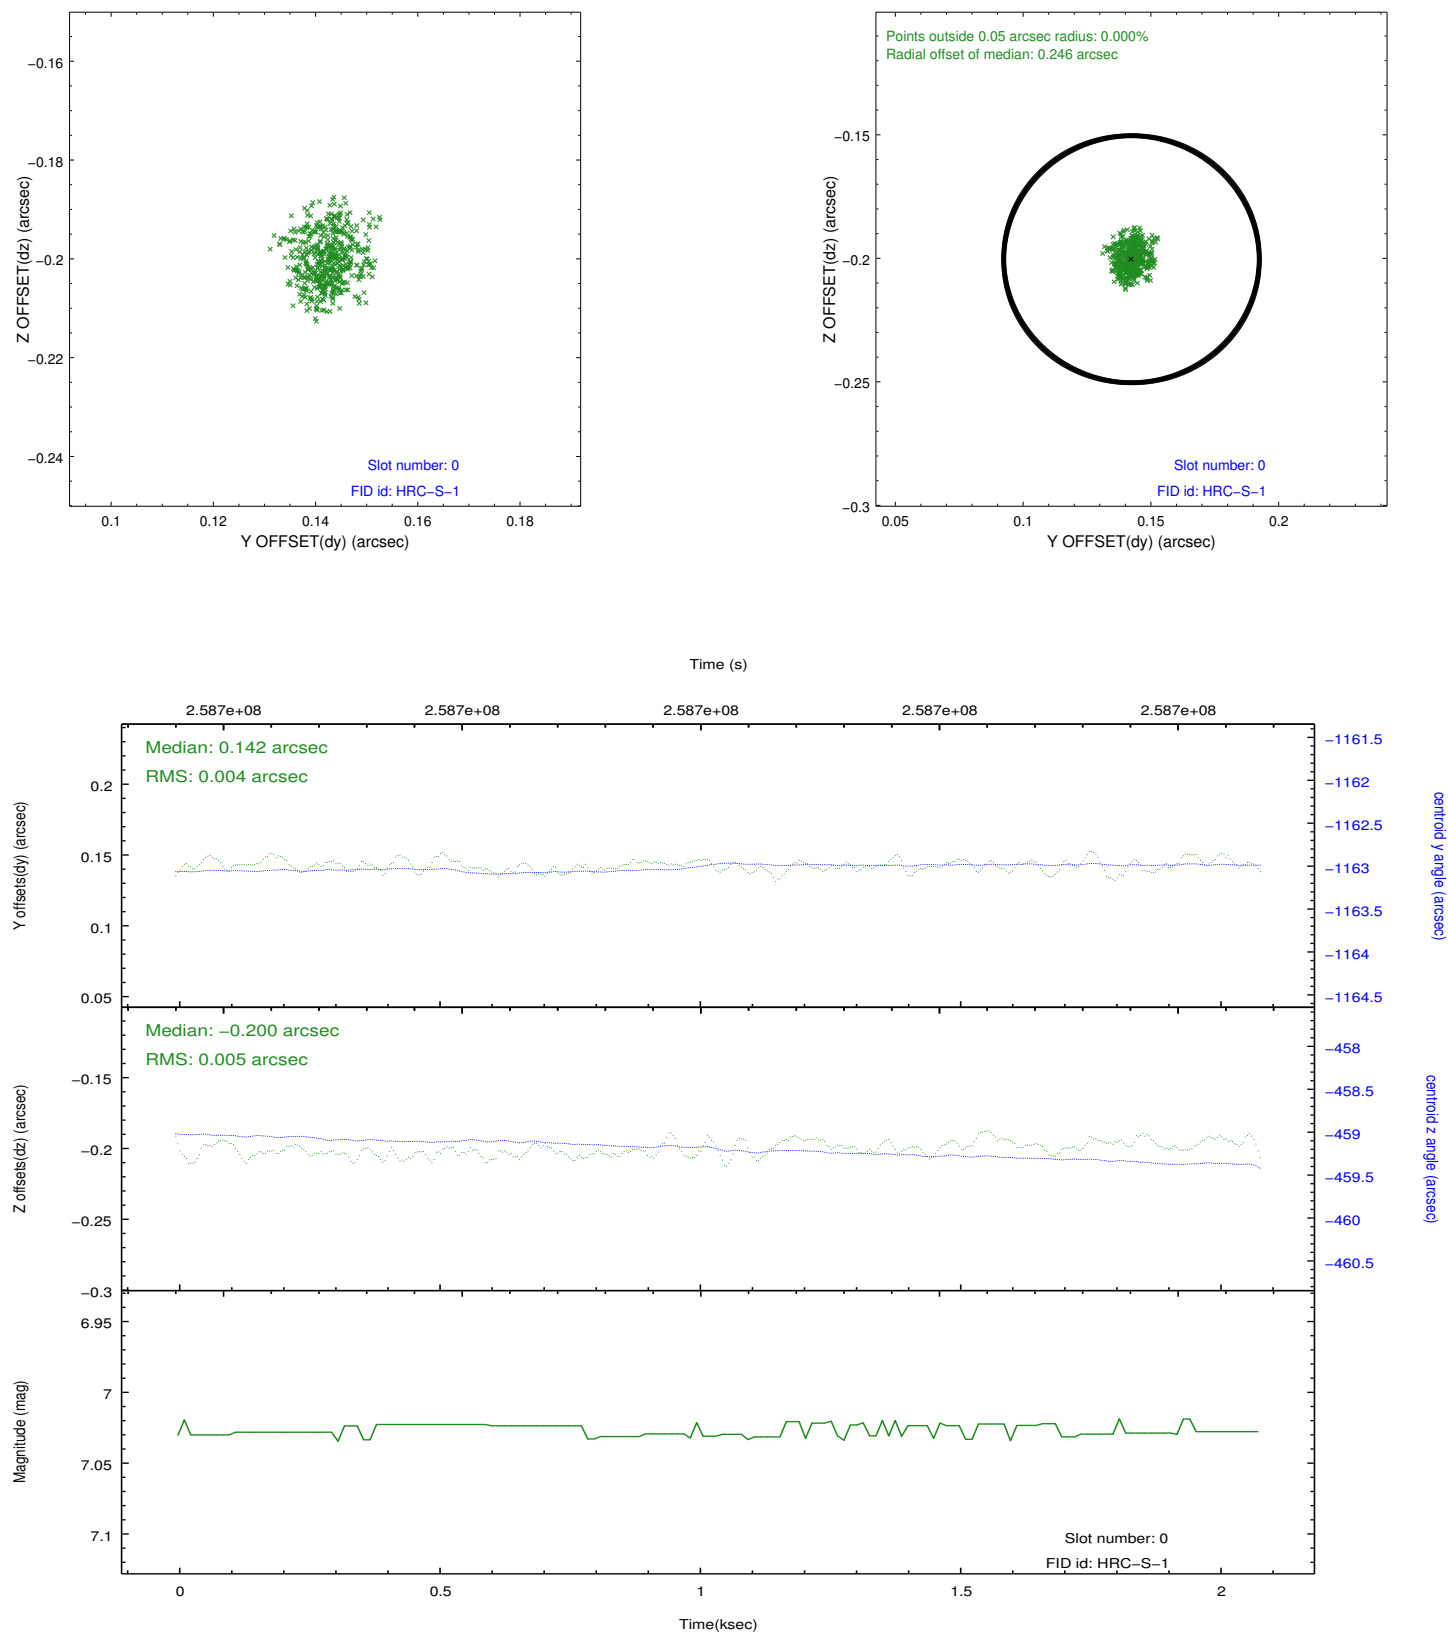 −0.16
−0.18
−0.2
−0.22
−0.24
Z OFFSET(dz) (arcsec)
Slot number: 0
FID id: HRC−S−1
0.1
0.12
0.14
0.16
0.18
Y OFFSET(dy) (arcsec)
Points outside 0.05 arcsec radius: 0.000%
Radial offset of median: 0.246 arcsec
−0.15
−0.2
−0.25
−0.3
Z OFFSET(dz) (arcsec)
Slot number: 0
FID id: HRC−S−1
0.05
0.1
0.15
0.2
Y OFFSET(dy) (arcsec)
Time (s)
2.587e+08
2.587e+08
2.587e+08
2.587e+08
2.587e+08
Median: 0.142 arcsec
RMS: 0.004 arcsec
0.2
0.15
0.1
0.05
Y offsets(dy) (arcsec)
−1161.5
−1162
−1162.5
−1163
−1163.5
−1164
−1164.5
centroid y angle (arcsec)
Median: −0.200 arcsec
RMS: 0.005 arcsec
−0.15
−0.2
−0.25
−0.3
Z offsets(dz) (arcsec)
−458
−458.5
−459
−459.5
−460
−460.5
centroid z angle (arcsec)
6.95
7
7.05
7.1
Magnitude (mag)
Slot number: 0
FID id: HRC−S−1
0
0.5
1
1.5
2
Time(ksec)